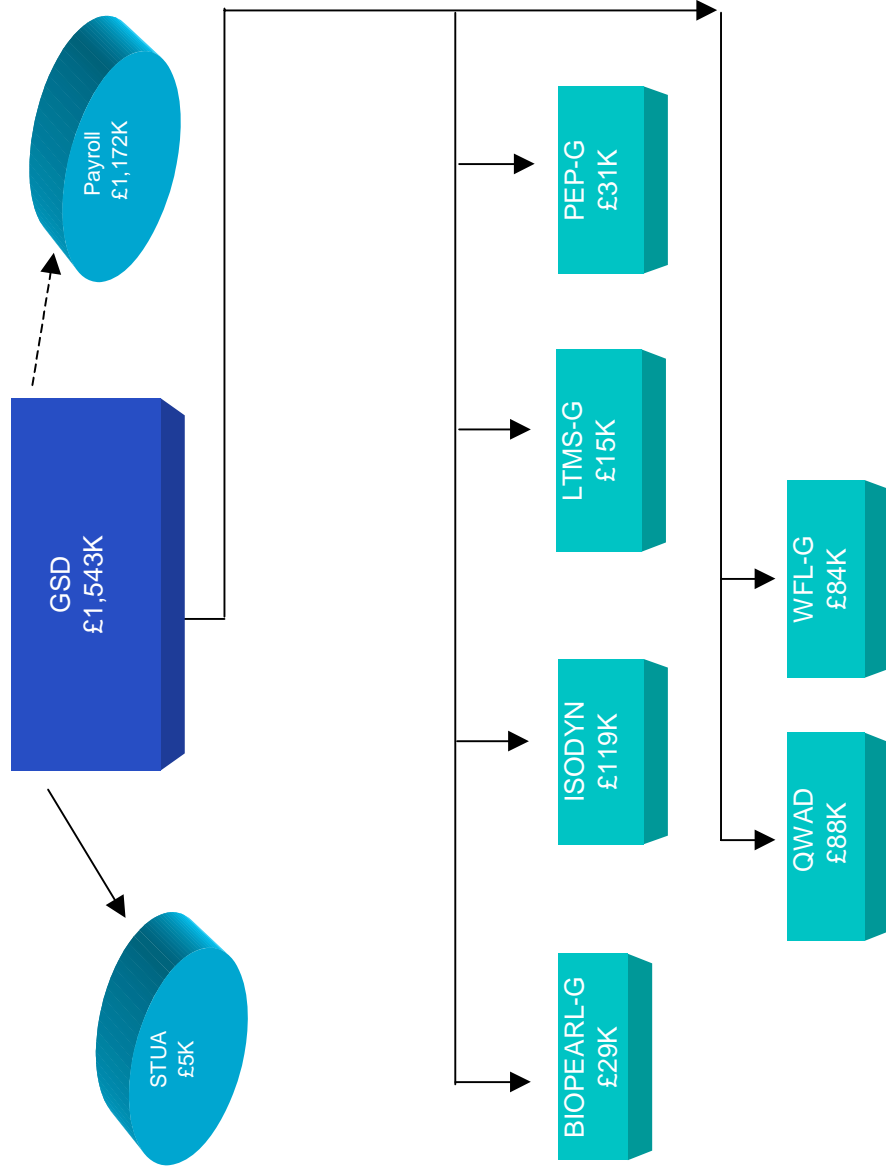 GSD
£1,543K
STUA
£5K
Payroll
£1,172K
BIOPEARL-G
£29K
ISODYN
£119K
LTMS-G
£15K
PEP-G
£31K
QWAD
£88K
WFL-G
£84K